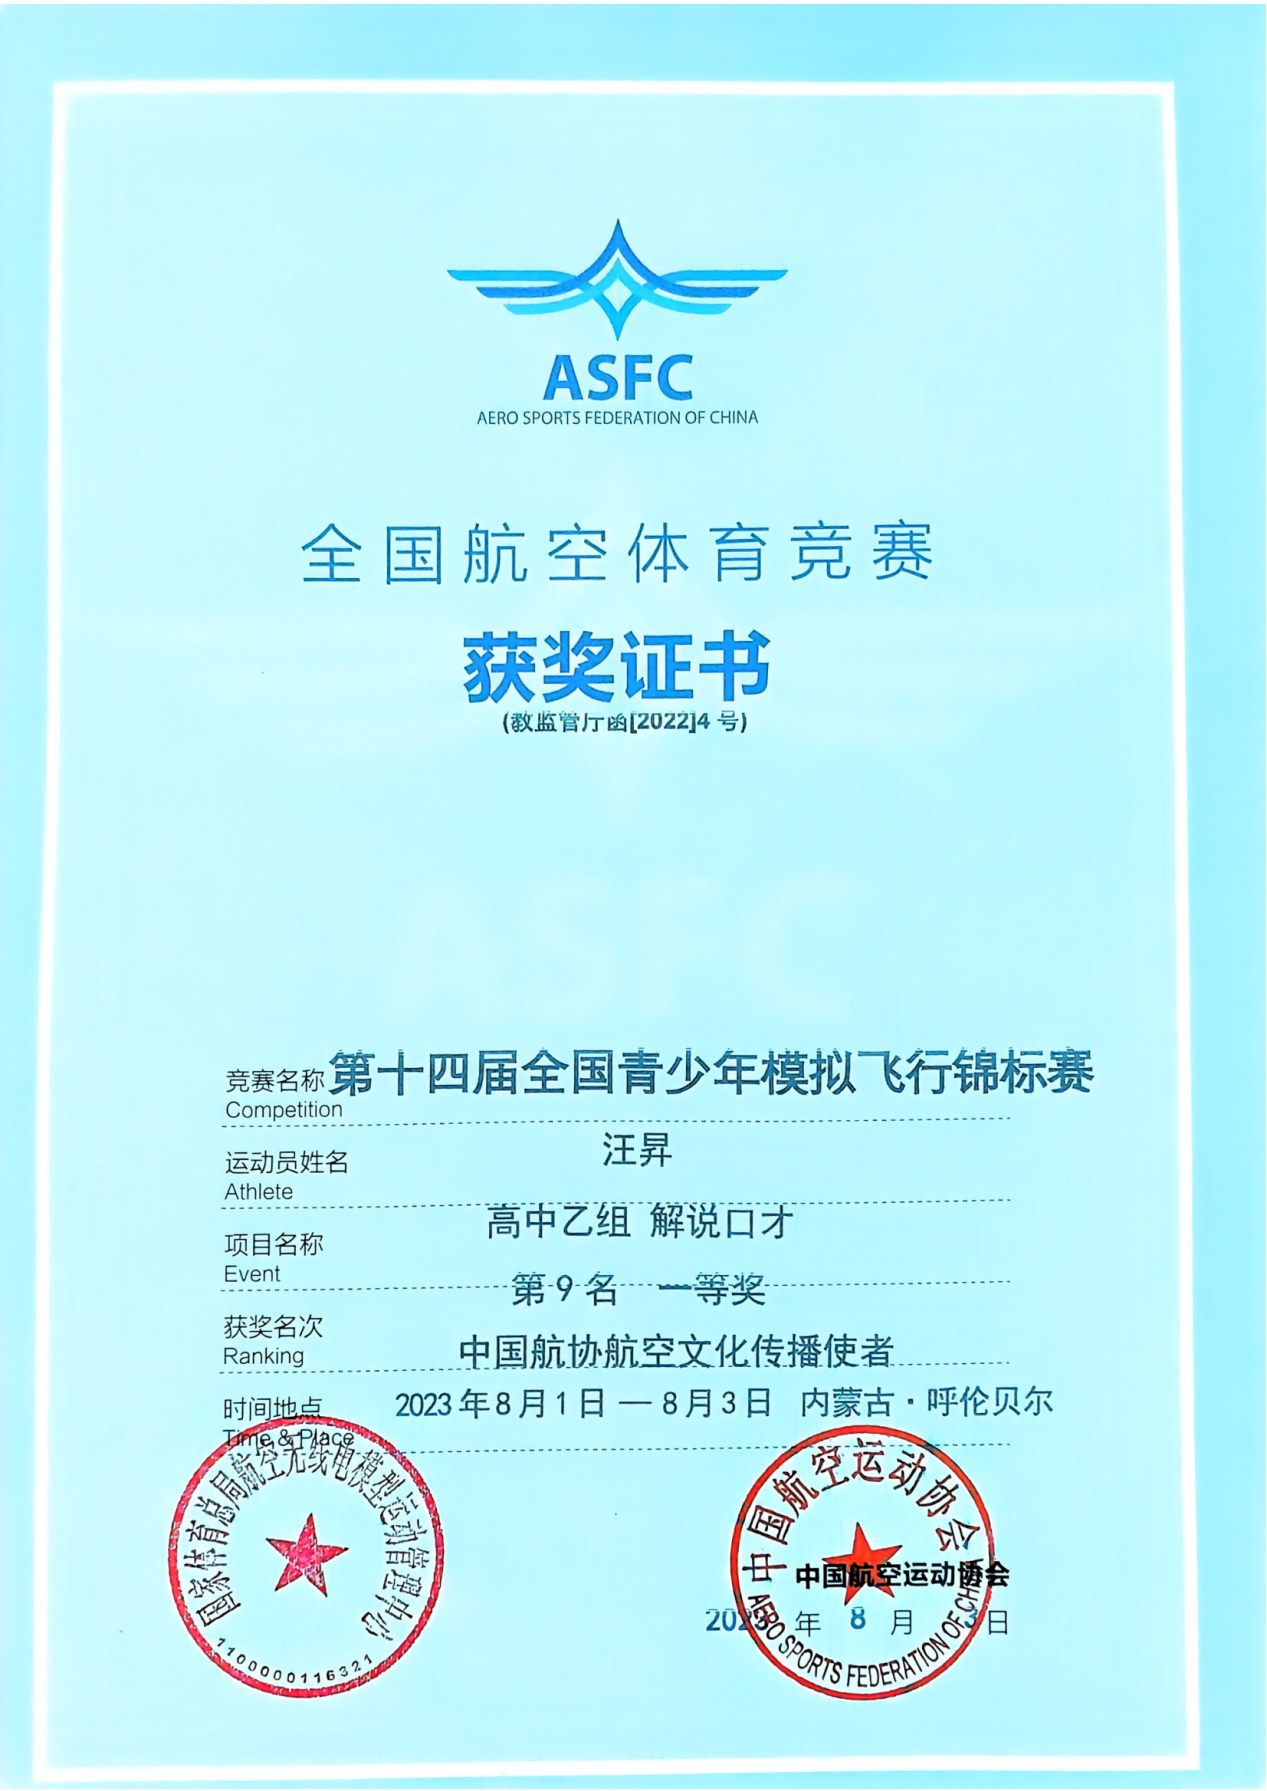 ASFC
AERO SPORTS FEDERATION OF CHINA
全国航空体育竞赛
获奖证书
(教监管厅函[2022]4 号)
ASFC
竞赛名称 第十四届全国青少年模拟飞行锦标赛
Competition
运动员姓名 汪昇
Athlete
项目名称 高中乙组 解说口才
Event
第 9 名 一等奖
获奖名次
Ranking 中国航协航空文化传播使者
时间地点 2023年8月1日 — 8月3日 内蒙古·呼伦贝尔
Time & Place
国家体育总局航空无线电模型运动管理中心
1100000116321
中国航空运动协会
AERO SPORTS FEDERATION OF CHINA
中国航空运动协会
2023 年 8 月 3 日